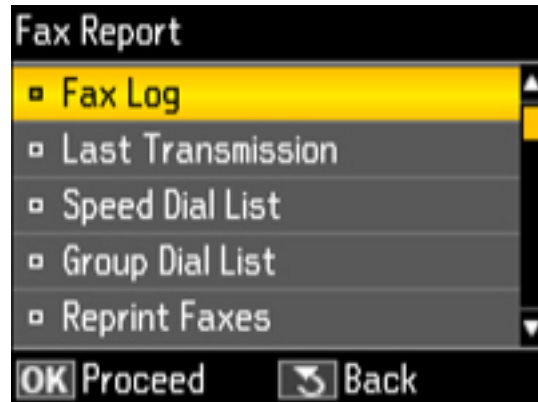 Fax Report
Fax Log
Last Transmission
Speed Dial List
Group Dial List
Reprint Faxes
OK Proceed Back